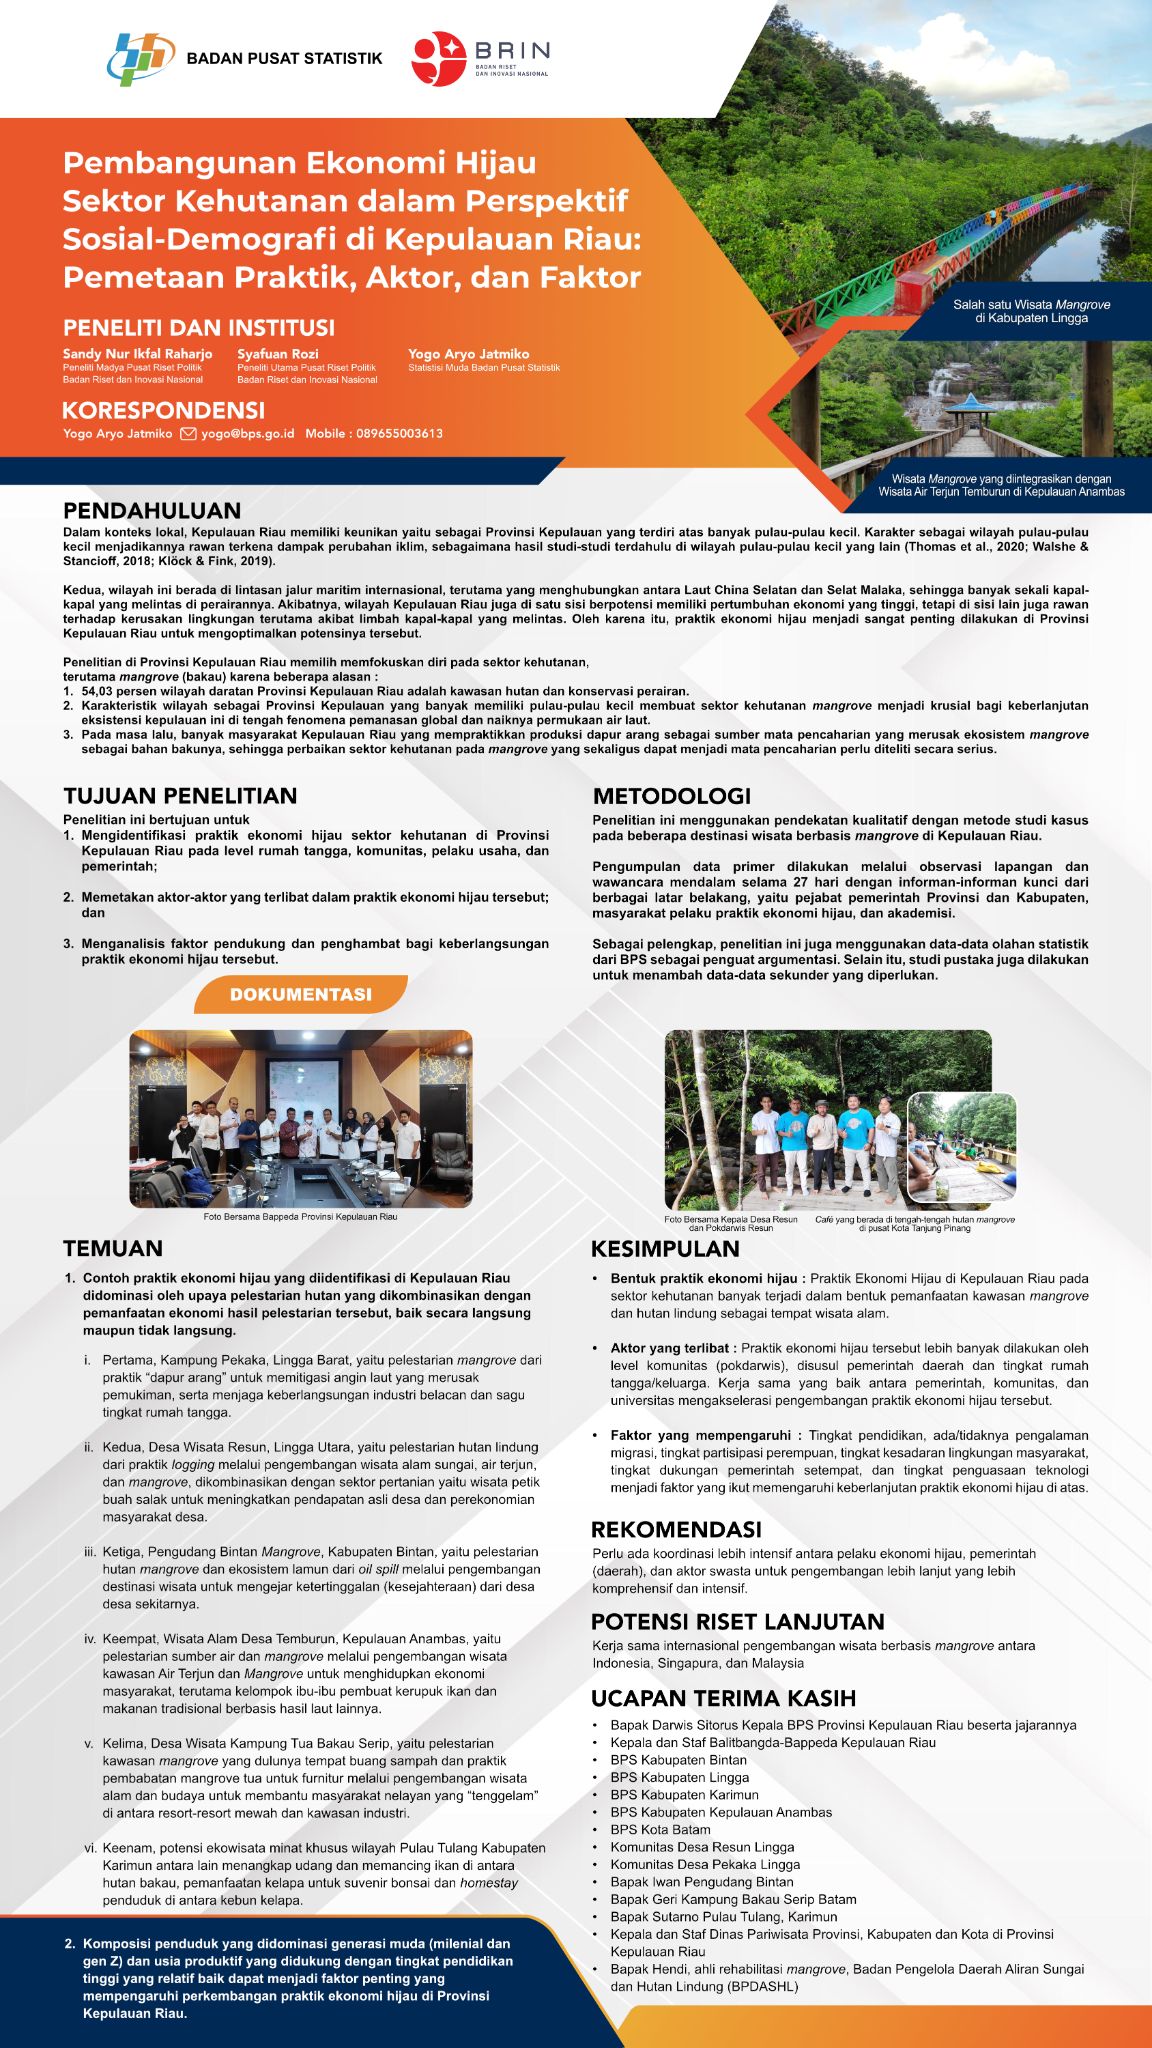 BADAN PUSAT STATISTIK
BRIN
BADAN RISET
DAN INOVASI NASIONAL
Pembangunan Ekonomi Hijau
Sektor Kehutanan dalam Perspektif
Sosial-Demografi di Kepulauan Riau:
Pemetaan Praktik, Aktor, dan Faktor
PENELITI DAN INSTITUSI
Sandy Nur Ikfal Raharjo
Peneliti Madya Pusat Riset Politik
Badan Riset dan Inovasi Nasional
Syafuan Rozi
Peneliti Utama Pusat Riset Politik
Badan Riset dan Inovasi Nasional
Yogo Aryo Jatmiko
Statistisi Muda Badan Pusat Statistik
KORESPONDENSI
Yogo Aryo Jatmiko yogo@bps.go.id Mobile : 089655003613
Salah satu Wisata Mangrove
di Kabupaten Lingga
Wisata Mangrove yang diintegrasikan dengan
Wisata Air Terjun Temburun di Kepulauan Anambas
PENDAHULUAN
Dalam konteks lokal, Kepulauan Riau memiliki keunikan yaitu sebagai Provinsi Kepulauan yang terdiri atas banyak pulau-pulau kecil. Karakter sebagai wilayah pulau-pulau
kecil menjadikannya rawan terkena dampak perubahan iklim, sebagaimana hasil studi-studi terdahulu di wilayah pulau-pulau kecil yang lain (Thomas et al., 2020; Walshe &
Stancioff, 2018; Klöck & Fink, 2019).
Kedua, wilayah ini berada di lintasan jalur maritim internasional, terutama yang menghubungkan antara Laut China Selatan dan Selat Malaka, sehingga banyak sekali kapal-
kapal yang melintas di perairannya. Akibatnya, wilayah Kepulauan Riau juga di satu sisi berpotensi memiliki pertumbuhan ekonomi yang tinggi, tetapi di sisi lain juga rawan
terhadap kerusakan lingkungan terutama akibat limbah kapal-kapal yang melintas. Oleh karena itu, praktik ekonomi hijau menjadi sangat penting dilakukan di Provinsi
Kepulauan Riau untuk mengoptimalkan potensinya tersebut.
Penelitian di Provinsi Kepulauan Riau memilih memfokuskan diri pada sektor kehutanan,
terutama mangrove (bakau) karena beberapa alasan :
1. 54,03 persen wilayah daratan Provinsi Kepulauan Riau adalah kawasan hutan dan konservasi perairan.
2. Karakteristik wilayah sebagai Provinsi Kepulauan yang banyak memiliki pulau-pulau kecil membuat sektor kehutanan mangrove menjadi krusial bagi keberlanjutan
eksistensi kepulauan ini di tengah fenomena pemanasan global dan naiknya permukaan air laut.
3. Pada masa lalu, banyak masyarakat Kepulauan Riau yang mempraktikkan produksi dapur arang sebagai sumber mata pencaharian yang merusak ekosistem mangrove
sebagai bahan bakunya, sehingga perbaikan sektor kehutanan pada mangrove yang sekaligus dapat menjadi mata pencaharian perlu diteliti secara serius.
TUJUAN PENELITIAN
Penelitian ini bertujuan untuk
1. Mengidentifikasi praktik ekonomi hijau sektor kehutanan di Provinsi
Kepulauan Riau pada level rumah tangga, komunitas, pelaku usaha, dan
pemerintah;
2. Memetakan aktor-aktor yang terlibat dalam praktik ekonomi hijau tersebut;
dan
3. Menganalisis faktor pendukung dan penghambat bagi keberlangsungan
praktik ekonomi hijau tersebut.
METODOLOGI
Penelitian ini menggunakan pendekatan kualitatif dengan metode studi kasus
pada beberapa destinasi wisata berbasis mangrove di Kepulauan Riau.
Pengumpulan data primer dilakukan melalui observasi lapangan dan
wawancara mendalam selama 27 hari dengan informan-informan kunci dari
berbagai latar belakang, yaitu pejabat pemerintah Provinsi dan Kabupaten,
masyarakat pelaku praktik ekonomi hijau, dan akademisi.
Sebagai pelengkap, penelitian ini juga menggunakan data-data olahan statistik
dari BPS sebagai penguat argumentasi. Selain itu, studi pustaka juga dilakukan
untuk menambah data-data sekunder yang diperlukan.
DOKUMENTASI
Foto Bersama Bappeda Provinsi Kepulauan Riau
Foto Bersama Kepala Desa Resun
dan Pokdarwis Resun
Café yang berada di tengah-tengah hutan mangrove
di pusat Kota Tanjung Pinang
TEMUAN
1. Contoh praktik ekonomi hijau yang diidentifikasi di Kepulauan Riau
didominasi oleh upaya pelestarian hutan yang dikombinasikan dengan
pemanfaatan ekonomi hasil pelestarian tersebut, baik secara langsung
maupun tidak langsung.
i. Pertama, Kampung Pekaka, Lingga Barat, yaitu pelestarian mangrove dari
praktik “dapur arang” untuk memitigasi angin laut yang merusak
pemukiman, serta menjaga keberlangsungan industri belacan dan sagu
tingkat rumah tangga.
ii. Kedua, Desa Wisata Resun, Lingga Utara, yaitu pelestarian hutan lindung
dari praktik logging melalui pengembangan wisata alam sungai, air terjun,
dan mangrove, dikombinasikan dengan sektor pertanian yaitu wisata petik
buah salak untuk meningkatkan pendapatan asli desa dan perekonomian
masyarakat desa.
iii. Ketiga, Pengudang Bintan Mangrove, Kabupaten Bintan, yaitu pelestarian
hutan mangrove dan ekosistem lamun dari oil spill melalui pengembangan
destinasi wisata untuk mengejar ketertinggalan (kesejahteraan) dari desa
desa sekitarnya.
iv. Keempat, Wisata Alam Desa Temburun, Kepulauan Anambas, yaitu
pelestarian sumber air dan mangrove melalui pengembangan wisata
kawasan Air Terjun dan Mangrove untuk menghidupkan ekonomi
masyarakat, terutama kelompok ibu-ibu pembuat kerupuk ikan dan
makanan tradisional berbasis hasil laut lainnya.
v. Kelima, Desa Wisata Kampung Tua Bakau Serip, yaitu pelestarian
kawasan mangrove yang dulunya tempat buang sampah dan praktik
pembabatan mangrove tua untuk furnitur melalui pengembangan wisata
alam dan budaya untuk membantu masyarakat nelayan yang “tenggelam”
di antara resort-resort mewah dan kawasan industri.
vi. Keenam, potensi ekowisata minat khusus wilayah Pulau Tulang Kabupaten
Karimun antara lain menangkap udang dan memancing ikan di antara
hutan bakau, pemanfaatan kelapa untuk suvenir bonsai dan homestay
penduduk di antara kebun kelapa.
2. Komposisi penduduk yang didominasi generasi muda (milenial dan
gen Z) dan usia produktif yang didukung dengan tingkat pendidikan
tinggi yang relatif baik dapat menjadi faktor penting yang
mempengaruhi perkembangan praktik ekonomi hijau di Provinsi
Kepulauan Riau.
KESIMPULAN
• Bentuk praktik ekonomi hijau : Praktik Ekonomi Hijau di Kepulauan Riau pada
sektor kehutanan banyak terjadi dalam bentuk pemanfaatan kawasan mangrove
dan hutan lindung sebagai tempat wisata alam.
• Aktor yang terlibat : Praktik ekonomi hijau tersebut lebih banyak dilakukan oleh
level komunitas (pokdarwis), disusul pemerintah daerah dan tingkat rumah
tangga/keluarga. Kerja sama yang baik antara pemerintah, komunitas, dan
universitas mengakselerasi pengembangan praktik ekonomi hijau tersebut.
• Faktor yang mempengaruhi : Tingkat pendidikan, ada/tidaknya pengalaman
migrasi, tingkat partisipasi perempuan, tingkat kesadaran lingkungan masyarakat,
tingkat dukungan pemerintah setempat, dan tingkat penguasaan teknologi
menjadi faktor yang ikut memengaruhi keberlanjutan praktik ekonomi hijau di atas.
REKOMENDASI
Perlu ada koordinasi lebih intensif antara pelaku ekonomi hijau, pemerintah
(daerah), dan aktor swasta untuk pengembangan lebih lanjut yang lebih
komprehensif dan intensif.
POTENSI RISET LANJUTAN
Kerja sama internasional pengembangan wisata berbasis mangrove antara
Indonesia, Singapura, dan Malaysia
UCAPAN TERIMA KASIH
• Bapak Darwis Sitorus Kepala BPS Provinsi Kepulauan Riau beserta jajarannya
• Kepala dan Staf Balitbangda-Bappeda Kepulauan Riau
• BPS Kabupaten Bintan
• BPS Kabupaten Lingga
• BPS Kabupaten Karimun
• BPS Kabupaten Kepulauan Anambas
• BPS Kota Batam
• Komunitas Desa Resun Lingga
• Komunitas Desa Pekaka Lingga
• Bapak Iwan Pengudang Bintan
• Bapak Geri Kampung Bakau Serip Batam
• Bapak Sutarno Pulau Tulang, Karimun
• Kepala dan Staf Dinas Pariwisata Provinsi, Kabupaten dan Kota di Provinsi
Kepulauan Riau
• Bapak Hendi, ahli rehabilitasi mangrove, Badan Pengelola Daerah Aliran Sungai
dan Hutan Lindung (BPDASHL)